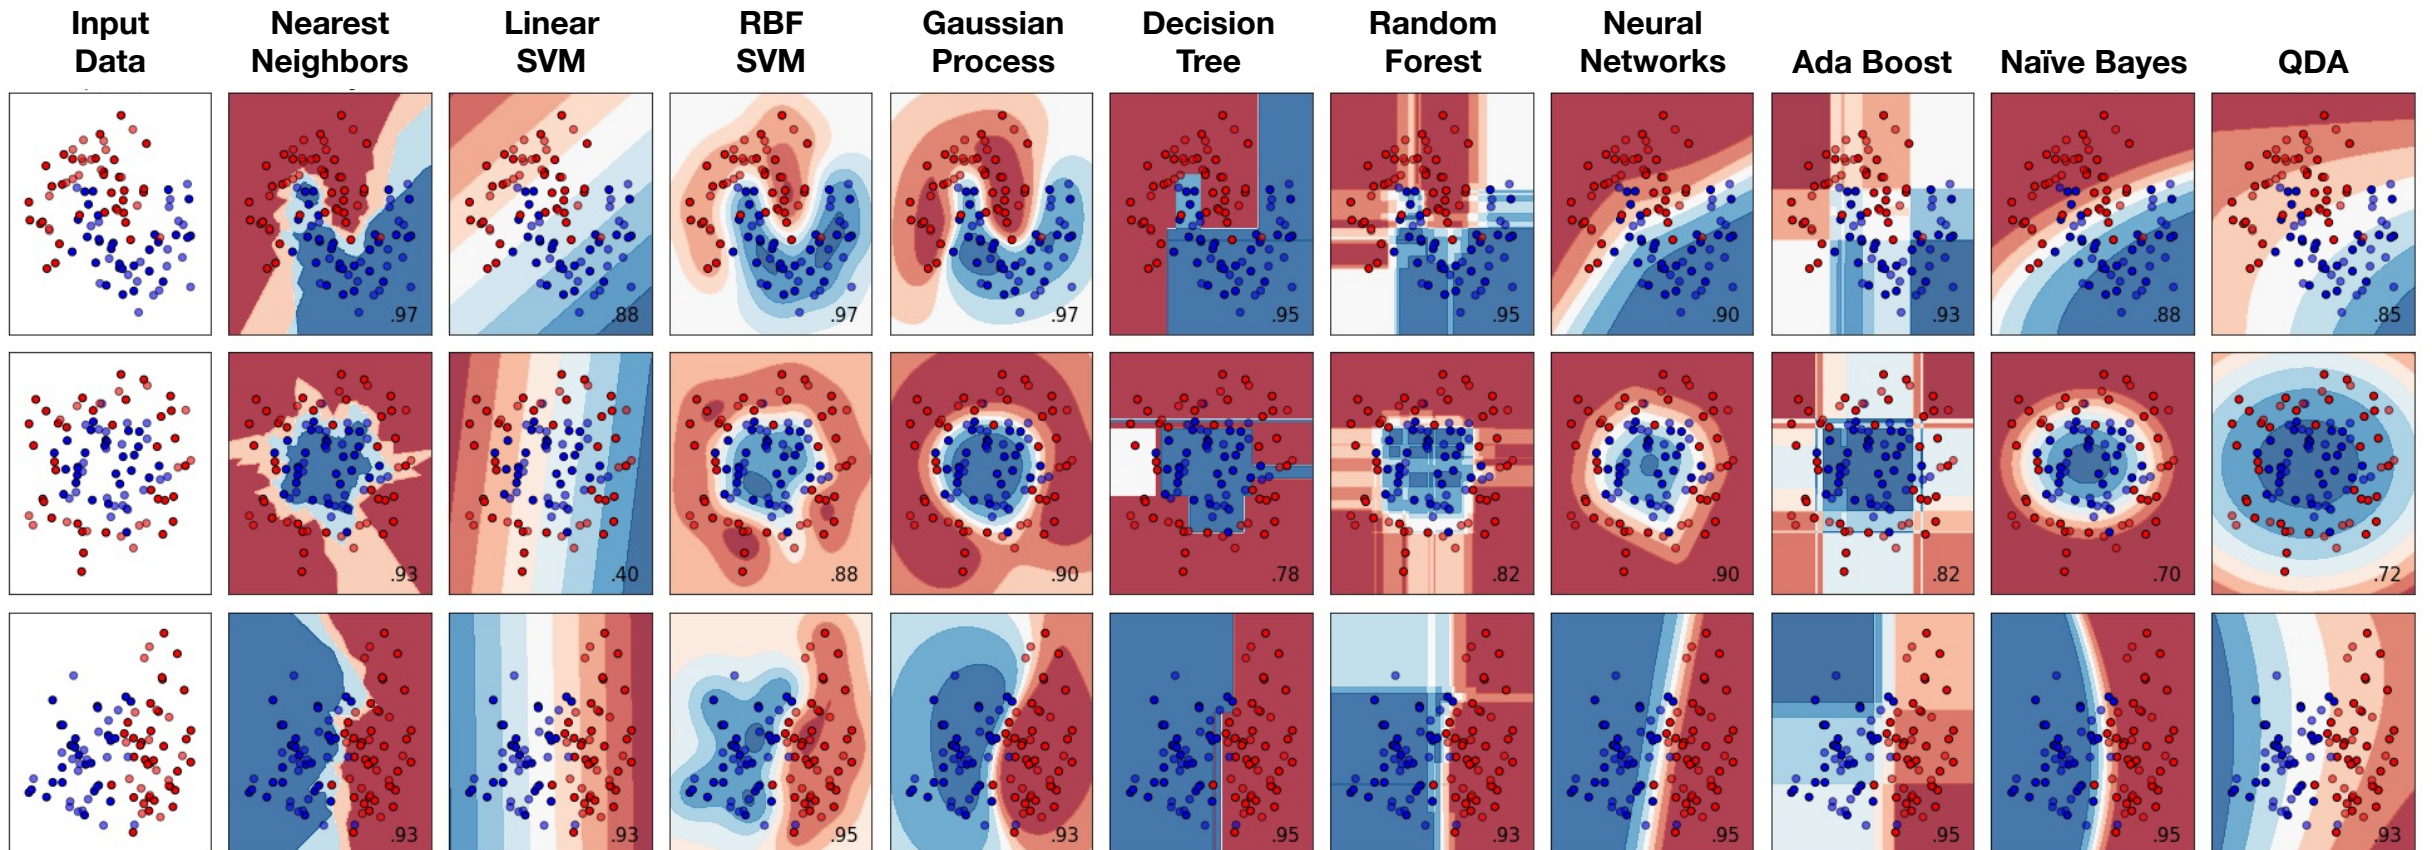 Input
Data
Nearest
Neighbors
Linear
SVM
RBF
SVM
Gaussian
Process
Decision
Tree
Random
Forest
Neural
Networks
Ada Boost
Naïve Bayes
QDA
.97
.88
.97
.97
.95
.95
.90
.93
.88
.85
.93
.40
.88
.90
.78
.82
.90
.82
.70
.72
.93
.93
.95
.93
.95
.93
.95
.95
.95
.93